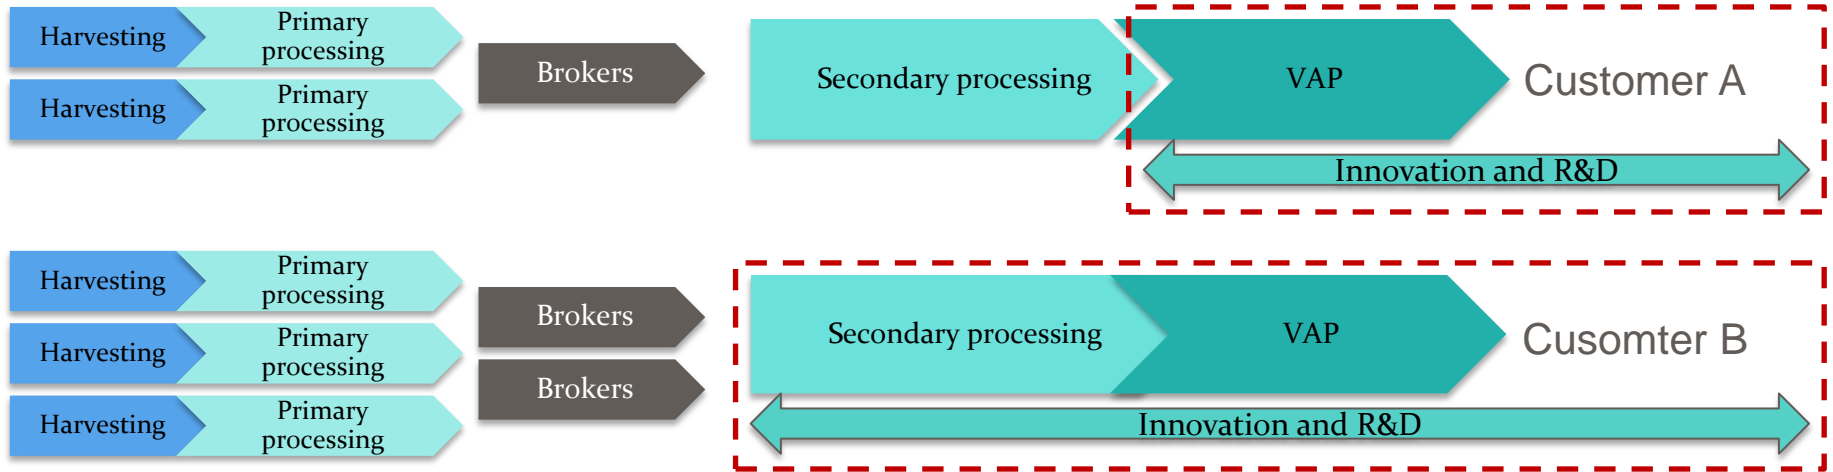 Harvesting
Primary
processing
Harvesting
Primary
processing
Brokers
Secondary processing
VAP
Customer A
Innovation and R&D
Harvesting
Primary
processing
Harvesting
Primary
processing
Harvesting
Primary
processing
Brokers
Brokers
Secondary processing
VAP
Cusomter B
Innovation and R&D